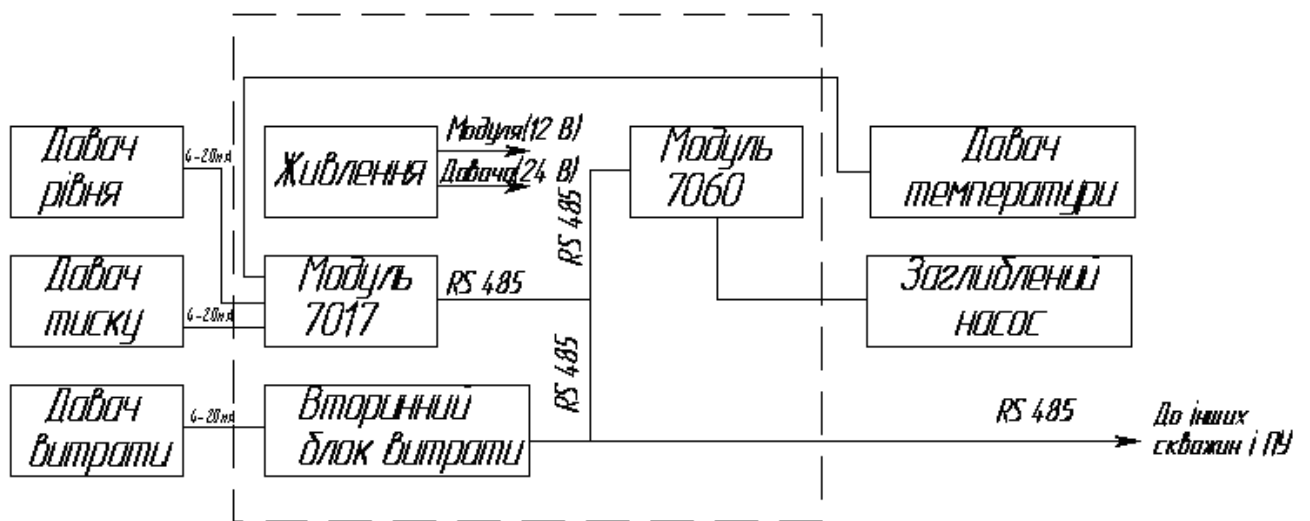 Давач
рівня
4-20мА
Живлення
Модуля(12 В)
Давача(24 В)
Модуль
7060
Давач
температури
RS 485
Давач
тиску
4-20мА
Модуль
7017
RS 485
Заглиблений
насос
RS 485
Давач
витрати
4-20мА
Вторинний
блок витрати
RS 485
До інших
скважин і ПУ